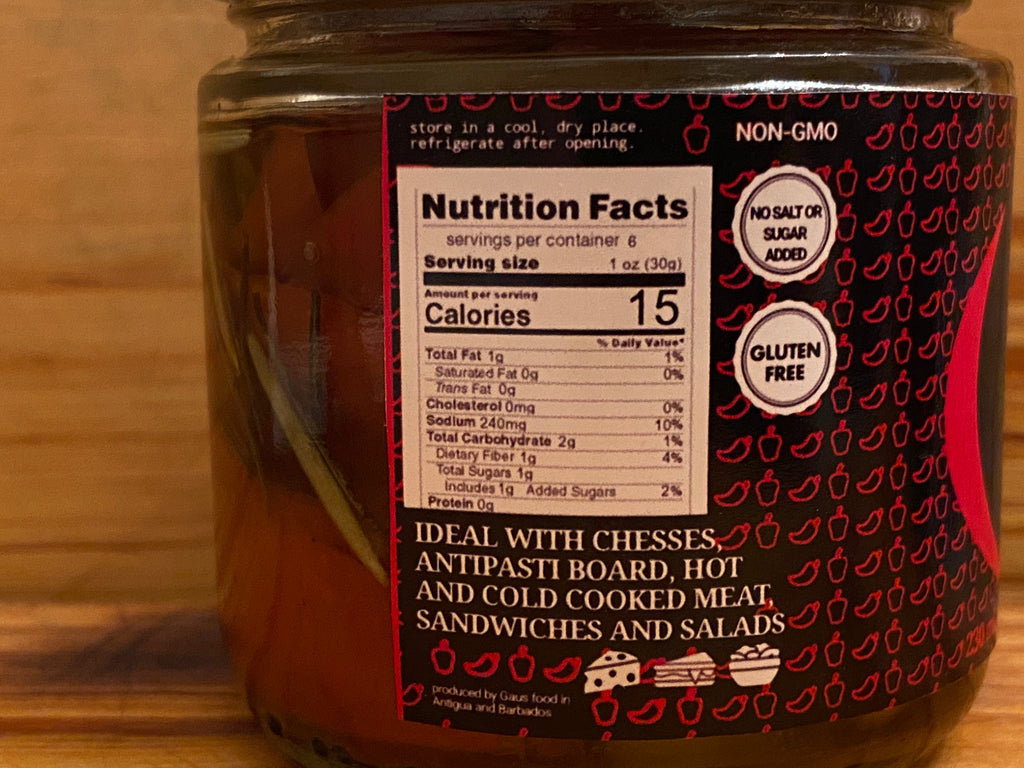 store in a cool, dry place.
refrigerate after opening.
NON-GMO
NO SALT OR
SUGAR
ADDED
GLUTEN
FREE
Nutrition Facts
servings per container 6
Serving size 1 oz (30g)
Amount per serving
Calories 15
% Daily Value*
Total Fat 1g 1%
Saturated Fat 0g 0%
Trans Fat 0g
Cholesterol 0mg 0%
Sodium 240mg 10%
Total Carbohydrate 2g 1%
Dietary Fiber 1g 4%
Total Sugars 1g
Includes 1g Added Sugars 2%
Protein 0g
IDEAL WITH CHESSES,
ANTIPASTI BOARD, HOT
AND COLD COOKED MEAT,
SANDWICHES AND SALADS
produced by Gaus food in
Antigua and Barbados